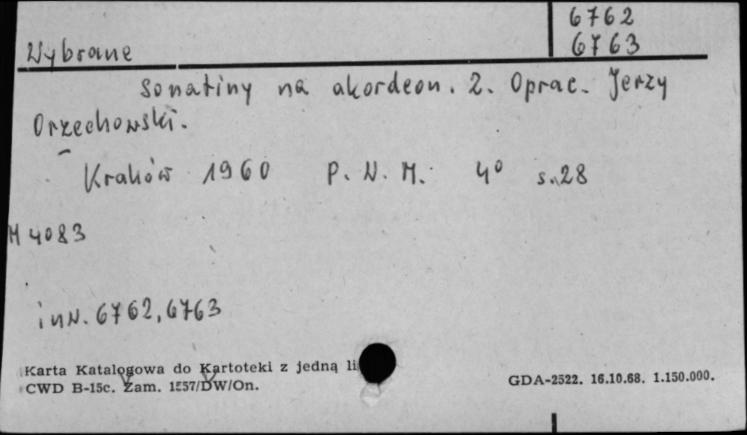 6762
6763
Wybrane
Sonatiny na akordeon. 2. Oprac. Jerzy
Orzechowski.
Kraków 1960 P. W. M. 4° s. 28
M 4083
inw. 6762, 6763
Karta Katalogowa do Kartoteki z jedną
CWD B-15c. Zam. 1557/DW/On.
GDA-2522. 16.10.68. 1.150.000.